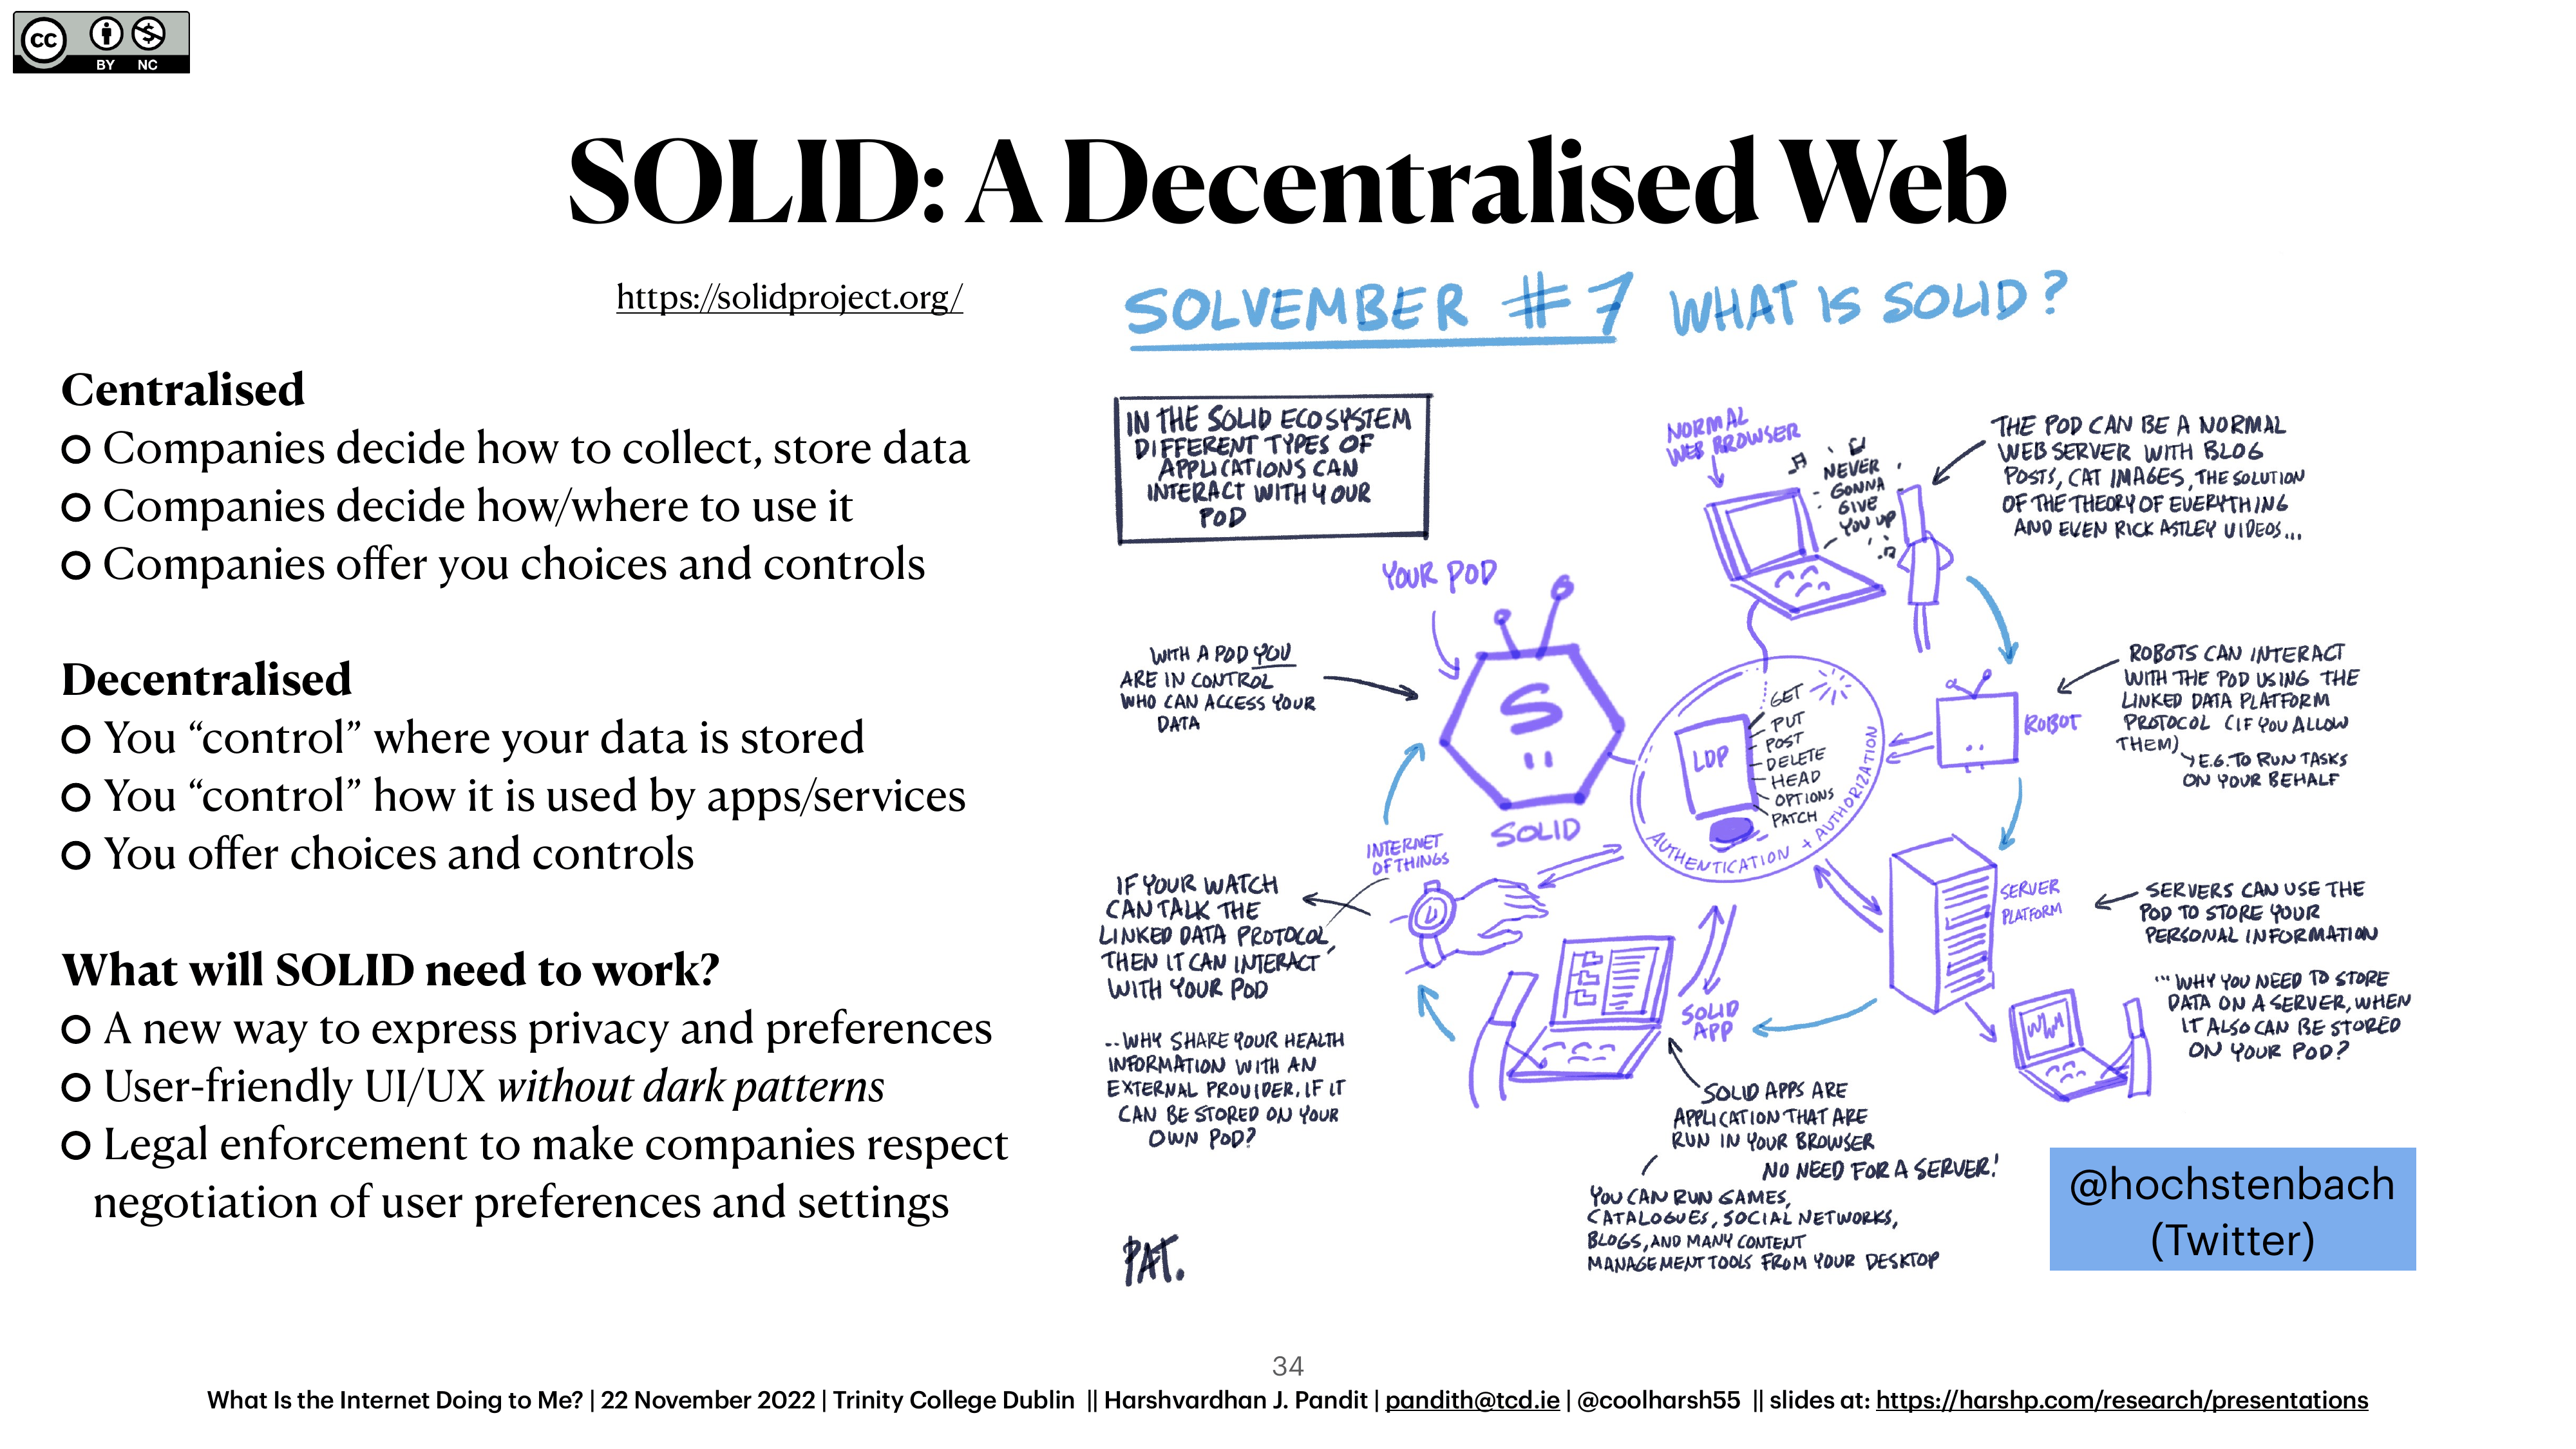 cc
BY NC
SOLID: A Decentralised Web
https://solidproject.org/
Centralised
Companies decide how to collect, store data
Companies decide how/where to use it
Companies offer you choices and controls
Decentralised
You “control” where your data is stored
You “control” how it is used by apps/services
You offer choices and controls
What will SOLID need to work?
A new way to express privacy and preferences
User-friendly UI/UX without dark patterns
Legal enforcement to make companies respect
negotiation of user preferences and settings
SOLVEMBER #7 WHAT IS SOLID?
IN THE SOLID ECOSYSTEM
DIFFERENT TYPES OF
APPLICATIONS CAN
INTERACT WITH YOUR
POD
NORMAL
WEB BROWSER
NEVER
GONNA
GIVE
YOU UP
THE POD CAN BE A NORMAL
WEB SERVER WITH BLOG
POSTS, CAT IMAGES, THE SOLUTION
OF THE THEORY OF EVERYTHING
AND EVEN RICK ASTLEY VIDEOS...
YOUR POD
WITH A POD YOU
ARE IN CONTROL
WHO CAN ACCESS YOUR
DATA
S
SOLID
LDP
GET
PUT
POST
DELETE
HEAD
OPTIONS
PATCH
AUTHENTICATION + AUTHORIZATION
ROBOT
ROBOTS CAN INTERACT
WITH THE POD USING THE
LINKED DATA PLATFORM
PROTOCOL (IF YOU ALLOW
THEM)
E.G. TO RUN TASKS
ON YOUR BEHALF
INTERNET
OF THINGS
IF YOUR WATCH
CAN TALK THE
LINKED DATA PROTOCOL,
THEN IT CAN INTERACT
WITH YOUR POD
..WHY SHARE YOUR HEALTH
INFORMATION WITH AN
EXTERNAL PROVIDER, IF IT
CAN BE STORED ON YOUR
OWN POD?
SERVER
PLATFORM
SERVERS CAN USE THE
POD TO STORE YOUR
PERSONAL INFORMATION
... WHY YOU NEED TO STORE
DATA ON A SERVER, WHEN
IT ALSO CAN BE STORED
ON YOUR POD?
SOLID
APP
SOLID APPS ARE
APPLICATION THAT ARE
RUN IN YOUR BROWSER
NO NEED FOR A SERVER!
YOU CAN RUN GAMES,
CATALOGUES, SOCIAL NETWORKS,
BLOGS, AND MANY CONTENT
MANAGEMENT TOOLS FROM YOUR DESKTOP
PAT.
@hochstenbach
(Twitter)
34
What Is the Internet Doing to Me? | 22 November 2022 | Trinity College Dublin || Harshvardhan J. Pandit | pandith@tcd.ie | @coolharsh55 || slides at: https://harshp.com/research/presentations